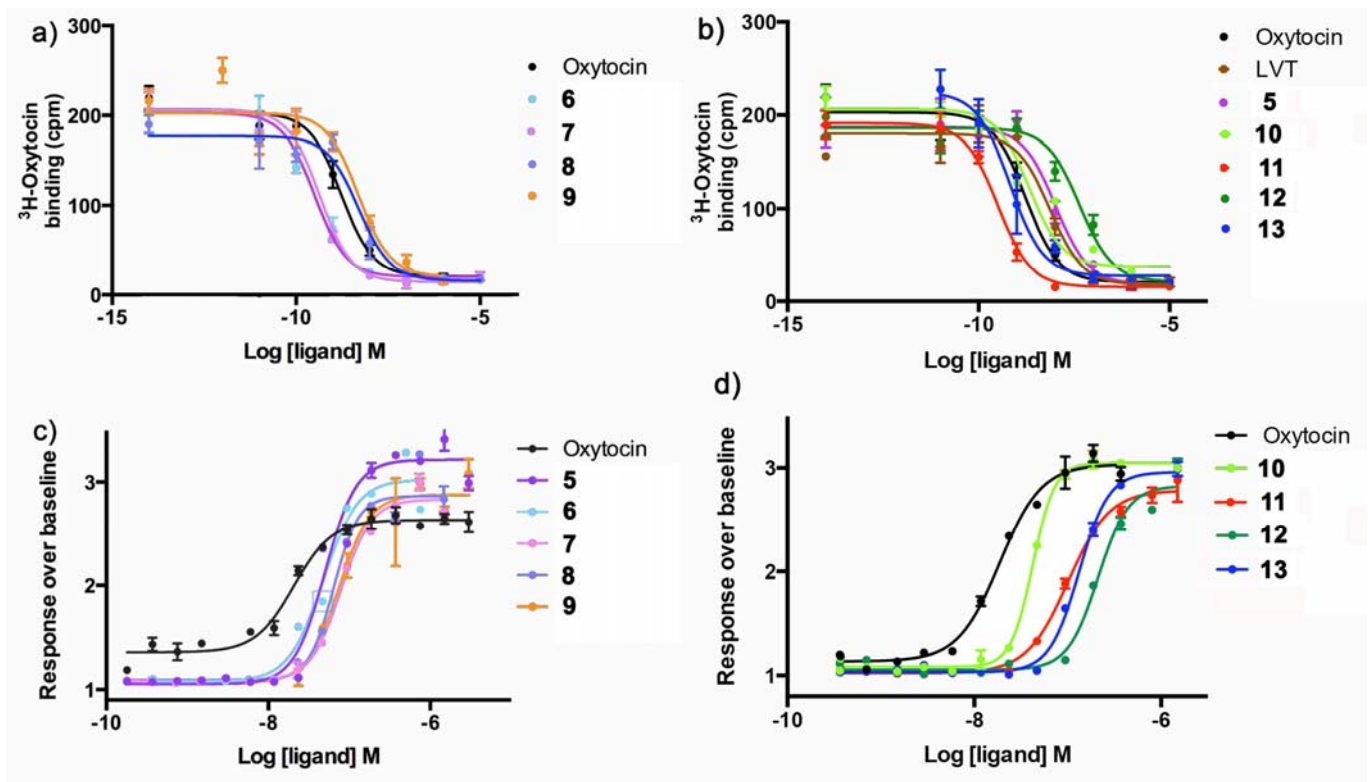 a)
300
200
100
0
-15
-10
-5
³H-Oxytocin
binding (cpm)
Log [ligand] M
Oxytocin
6
7
8
9
b)
300
200
100
0
-15
-10
-5
³H-Oxytocin
binding (cpm)
Log [ligand] M
Oxytocin
LVT
5
10
11
12
13
c)
3
2
1
-10
-8
-6
Response over baseline
Log [ligand] M
Oxytocin
5
6
7
8
9
d)
3
2
1
-10
-8
-6
Response over baseline
Log [ligand] M
Oxytocin
10
11
12
13